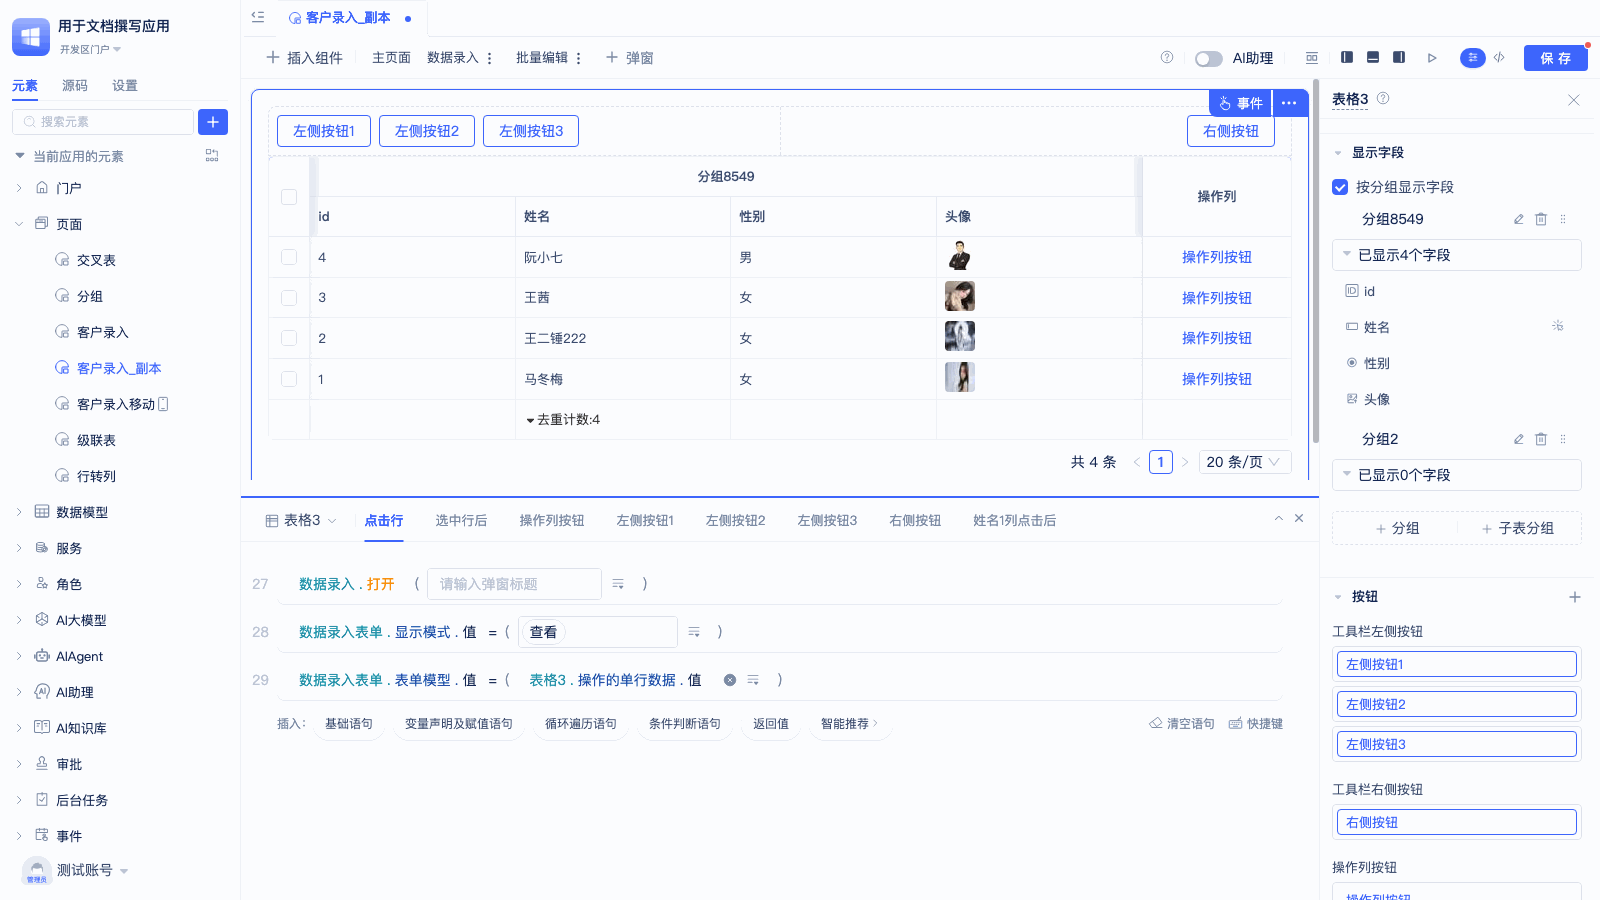 用于文档撰写应用
开发区门户
元素 源码 设置
搜索元素
当前应用的元素
门户
页面
交叉表
分组
客户录入
客户录入_副本
客户录入移动
级联表
行转列
数据模型
服务
角色
AI大模型
AIAgent
AI助理
AI知识库
审批
后台任务
事件
测试账号
管理员
客户录入_副本
插入组件 主页面 数据录入 批量编辑 弹窗
AI助理
保 存
事件
左侧按钮1 左侧按钮2 左侧按钮3 右侧按钮
分组8549 操作列
id 姓名 性别 头像
4 阮小七 男 操作列按钮
3 王茜 女 操作列按钮
2 王二锤222 女 操作列按钮
1 马冬梅 女 操作列按钮
去重计数:4
共 4 条 1 20 条/页
表格3 点击行 选中行后 操作列按钮 左侧按钮1 左侧按钮2 左侧按钮3 右侧按钮 姓名1列点击后
27 数据录入 . 打开 ( 请输入弹窗标题 )
28 数据录入表单 . 显示模式 . 值 = ( 查看 )
29 数据录入表单 . 表单模型 . 值 = ( 表格3 . 操作的单行数据 . 值 )
插入: 基础语句 变量声明及赋值语句 循环遍历语句 条件判断语句 返回值 智能推荐 清空语句 快捷键
表格3
显示字段
按分组显示字段
分组8549
已显示4个字段
id
姓名
性别
头像
分组2
已显示0个字段
分组 子表分组
按钮
工具栏左侧按钮
左侧按钮1
左侧按钮2
左侧按钮3
工具栏右侧按钮
右侧按钮
操作列按钮
操作列按钮